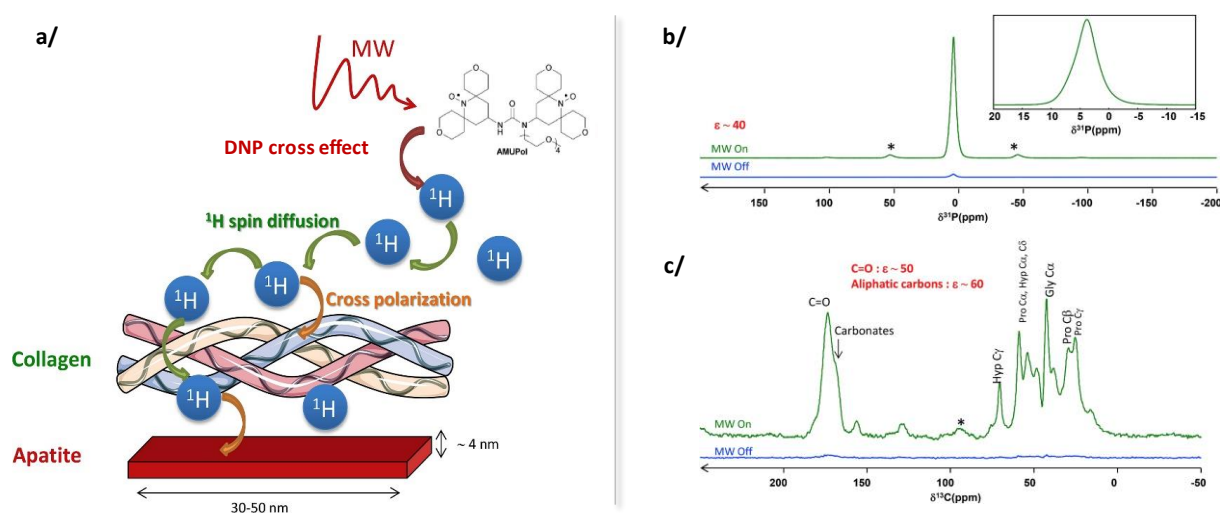 a/
MW
O
O
O•
N
•O
N
O
O
N
H
N
O
O
4
AMUPol
DNP cross effect
¹H
¹H spin diffusion
¹H
¹H
¹H
¹H
Cross polarization
Collagen
¹H
¹H
Apatite
~ 4 nm
30-50 nm
b/
20 15 10 5 0 -5 -10 -15
δ³¹P(ppm)
ε ~ 40
MW On
* *
MW Off
150 100 50 0 -50 -100 -150 -200
δ³¹P(ppm)
c/
C=O : ε ~ 50
Aliphatic carbons : ε ~ 60
C=O
Carbonates
Hyp Cγ
Pro Cα, Hyp Cα, Cδ
Gly Cα
Pro Cβ
Pro Cγ
*
MW On
MW Off
200 150 100 50 0 -50
δ¹³C(ppm)